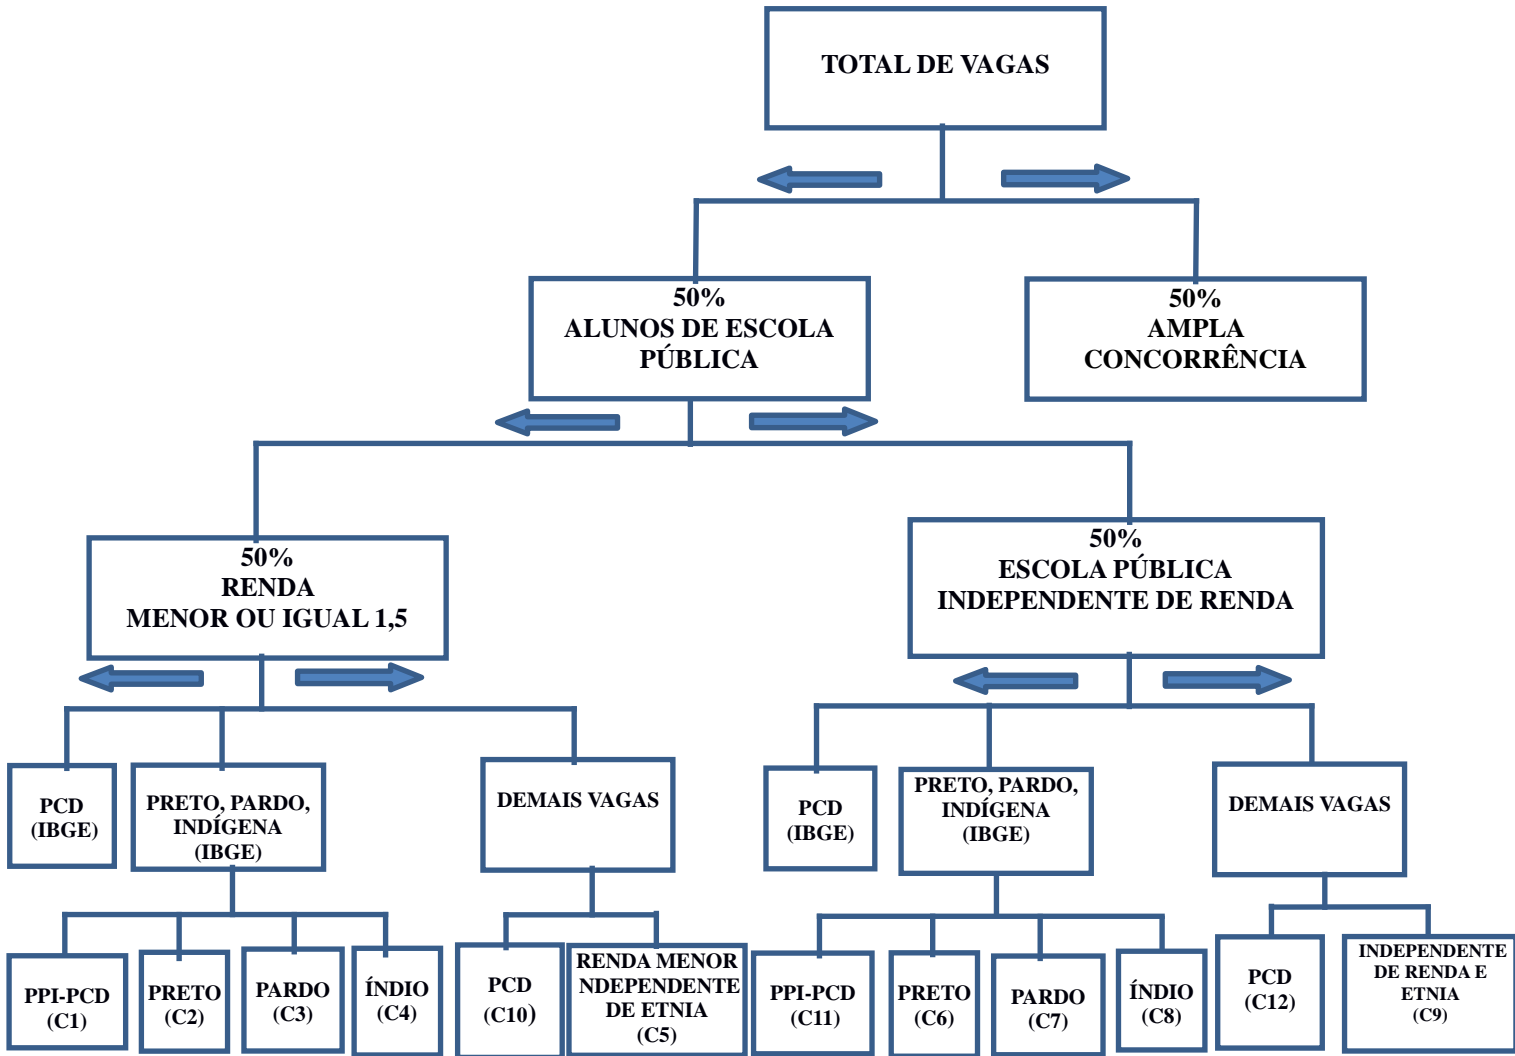 TOTAL DE VAGAS
50%
ALUNOS DE ESCOLA
PÚBLICA
50%
AMPLA
CONCORRÊNCIA
50%
RENDA
MENOR OU IGUAL 1,5
50%
ESCOLA PÚBLICA
INDEPENDENTE DE RENDA
PCD
(IBGE)
PRETO, PARDO,
INDÍGENA
(IBGE)
DEMAIS VAGAS
PCD
(IBGE)
PRETO, PARDO,
INDÍGENA
(IBGE)
DEMAIS VAGAS
PPI-PCD
(C1)
PRETO
(C2)
PARDO
(C3)
ÍNDIO
(C4)
PCD
(C10)
RENDA MENOR
NDEPENDENTE
DE ETNIA
(C5)
PPI-PCD
(C11)
PRETO
(C6)
PARDO
(C7)
ÍNDIO
(C8)
PCD
(C12)
INDEPENDENTE
DE RENDA E
ETNIA
(C9)